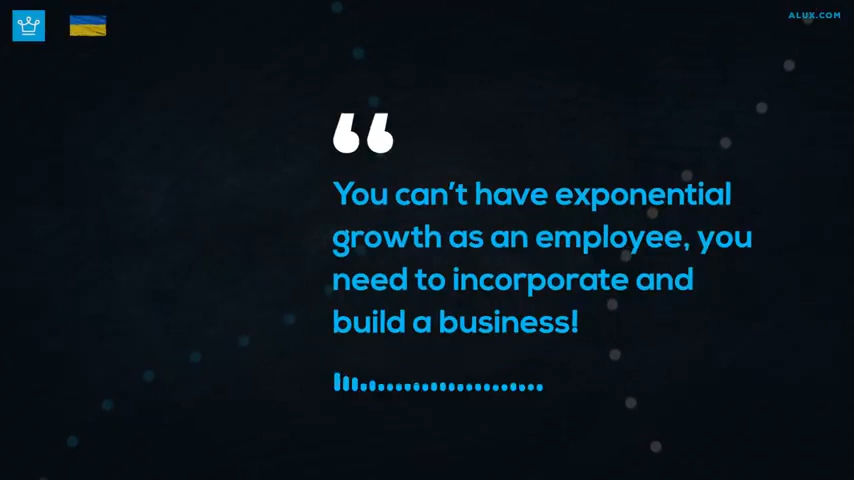 ALUX.COM
“
You can’t have exponential
growth as an employee, you
need to incorporate and
build a business!